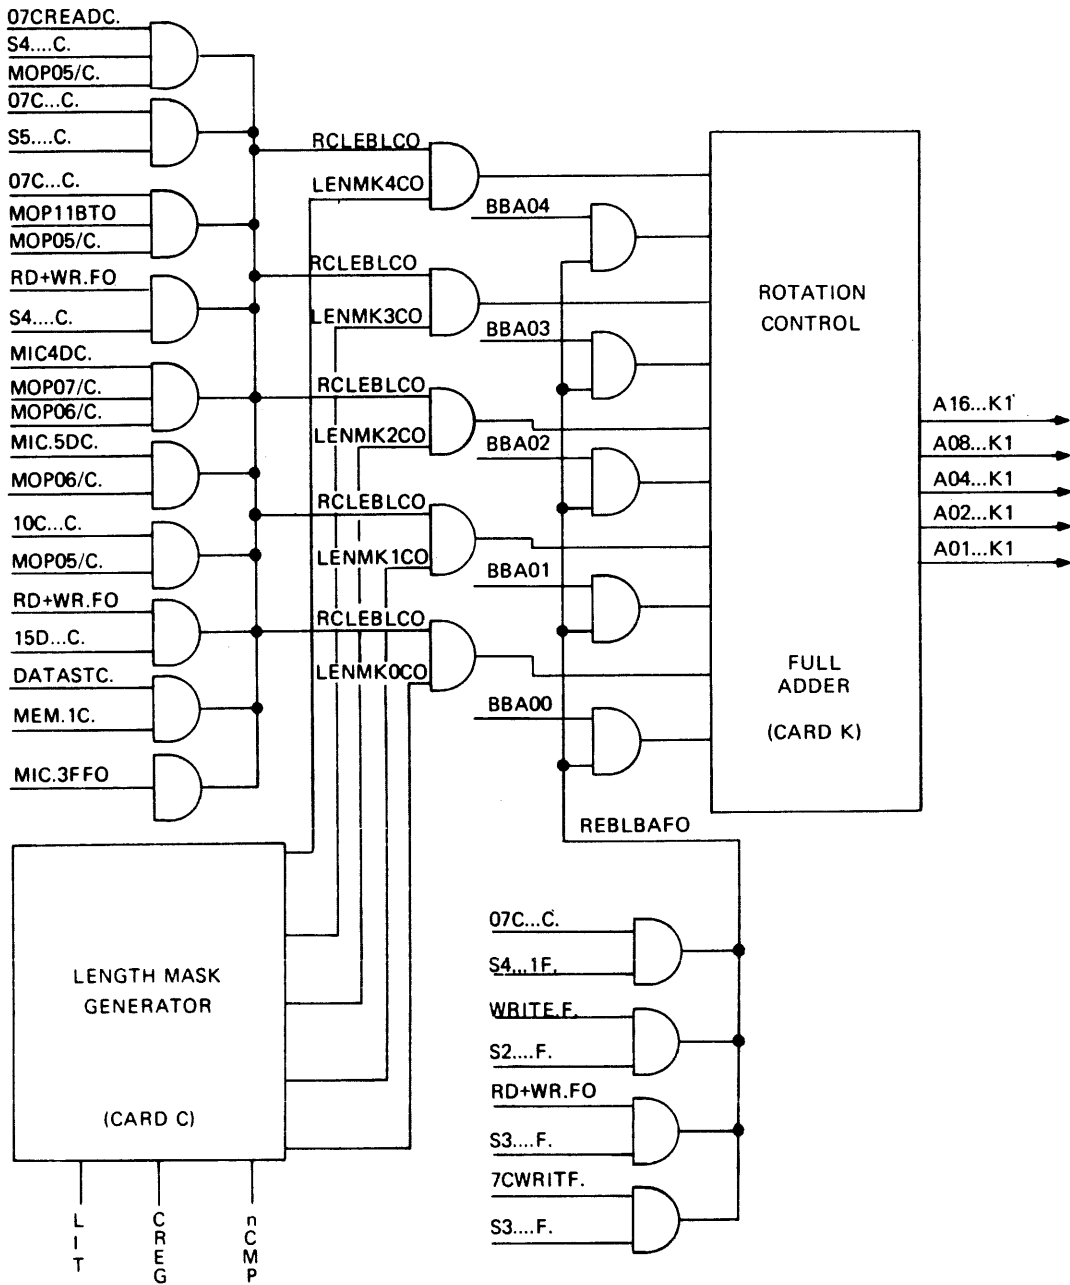 07CREADC.
S4....C.
MOP05/C.
07C...C.
S5....C.
07C...C.
MOP11BTO
MOP05/C.
RD+WR.FO
S4....C.
MIC4DC.
MOP07/C.
MOP06/C.
MIC.5DC.
MOP06/C.
10C...C.
MOP05/C.
RD+WR.FO
15D...C.
DATASTC.
MEM.1C.
MIC.3FFO
RCLEBLCO
LENMK4CO
RCLEBLCO
LENMK3CO
RCLEBLCO
LENMK2CO
RCLEBLCO
LENMK1CO
RCLEBLCO
LENMK0CO
BBA04
BBA03
BBA02
BBA01
BBA00
ROTATION
CONTROL
FULL
ADDER
(CARD K)
A16...K1
A08...K1
A04...K1
A02...K1
A01...K1
REBLBAFO
07C...C.
S4...1F.
WRITE.F.
S2....F.
RD+WR.FO
S3....F.
7CWRITF.
S3....F.
LENGTH MASK
GENERATOR
(CARD C)
LIT
CREG
nCMP